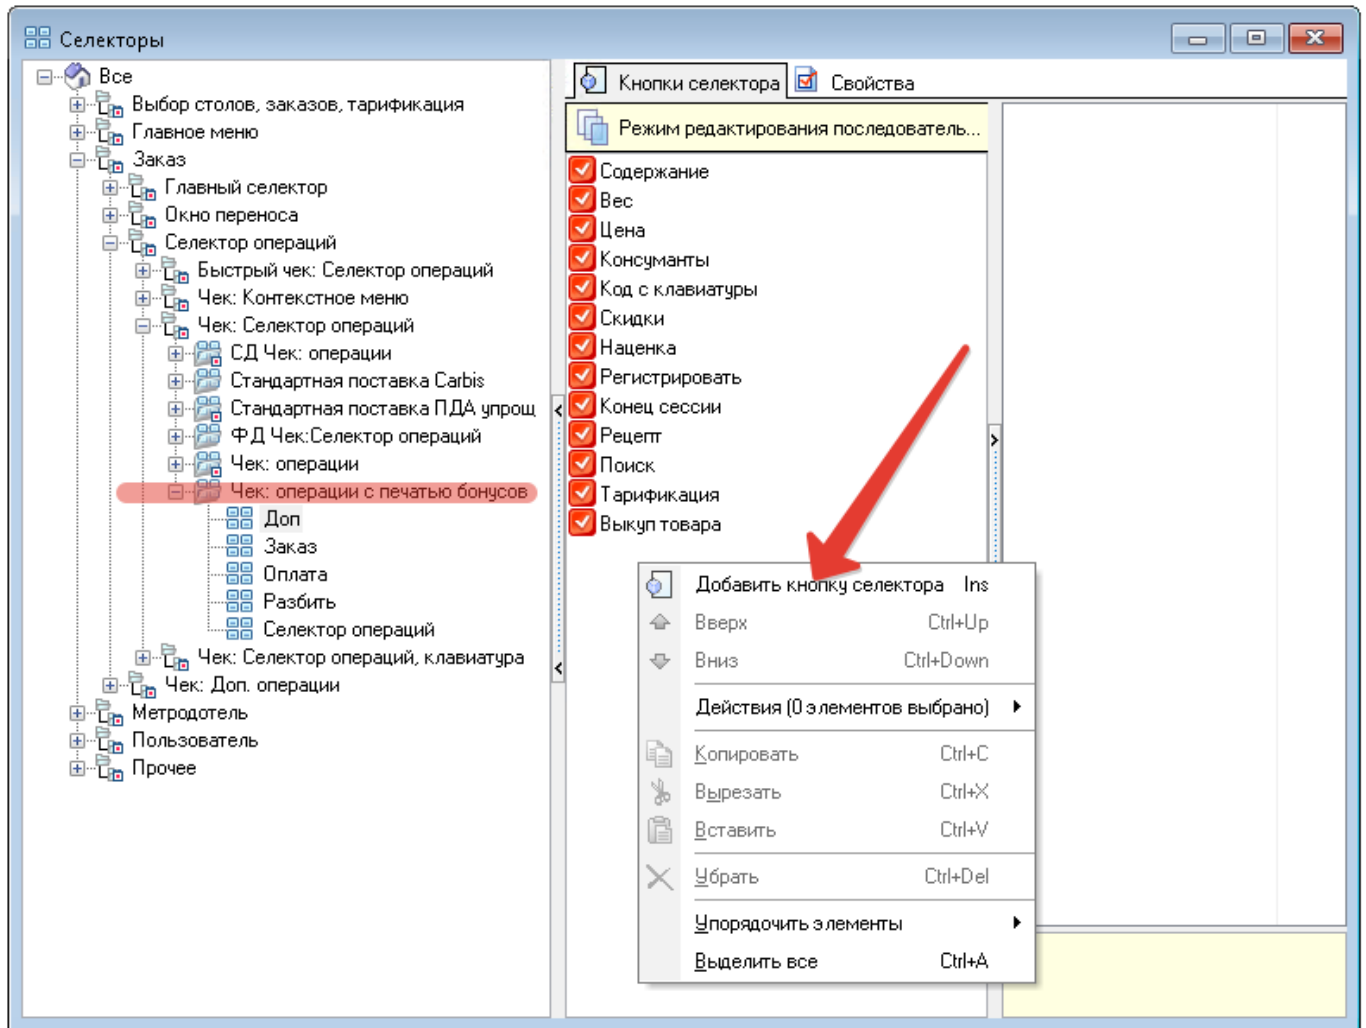 Селекторы
Все
Выбор столов, заказов, тарификация
Главное меню
Заказ
Главный селектор
Окно переноса
Селектор операций
Быстрый чек: Селектор операций
Чек: Контекстное меню
Чек: Селектор операций
СД Чек: операции
Стандартная поставка Carbis
Стандартная поставка ПДА упрощ
ФД Чек:Селектор операций
Чек: операции
Чек: операции с печатью бонусов
Доп
Заказ
Оплата
Разбить
Селектор операций
Чек: Селектор операций, клавиатура
Чек: Доп. операции
Метродотель
Пользователь
Прочее
Кнопки селектора Свойства
Режим редактирования последователь...
Содержание
Вес
Цена
Консуманты
Код с клавиатуры
Скидки
Наценка
Регистрировать
Конец сессии
Рецепт
Поиск
Тарификация
Выкуп товара
Добавить кнопку селектора Ins
Вверх Ctrl+Up
Вниз Ctrl+Down
Действия (0 элементов выбрано)
Копировать Ctrl+C
Вырезать Ctrl+X
Вставить Ctrl+V
Убрать Ctrl+Del
Упорядочить элементы
Выделить все Ctrl+A